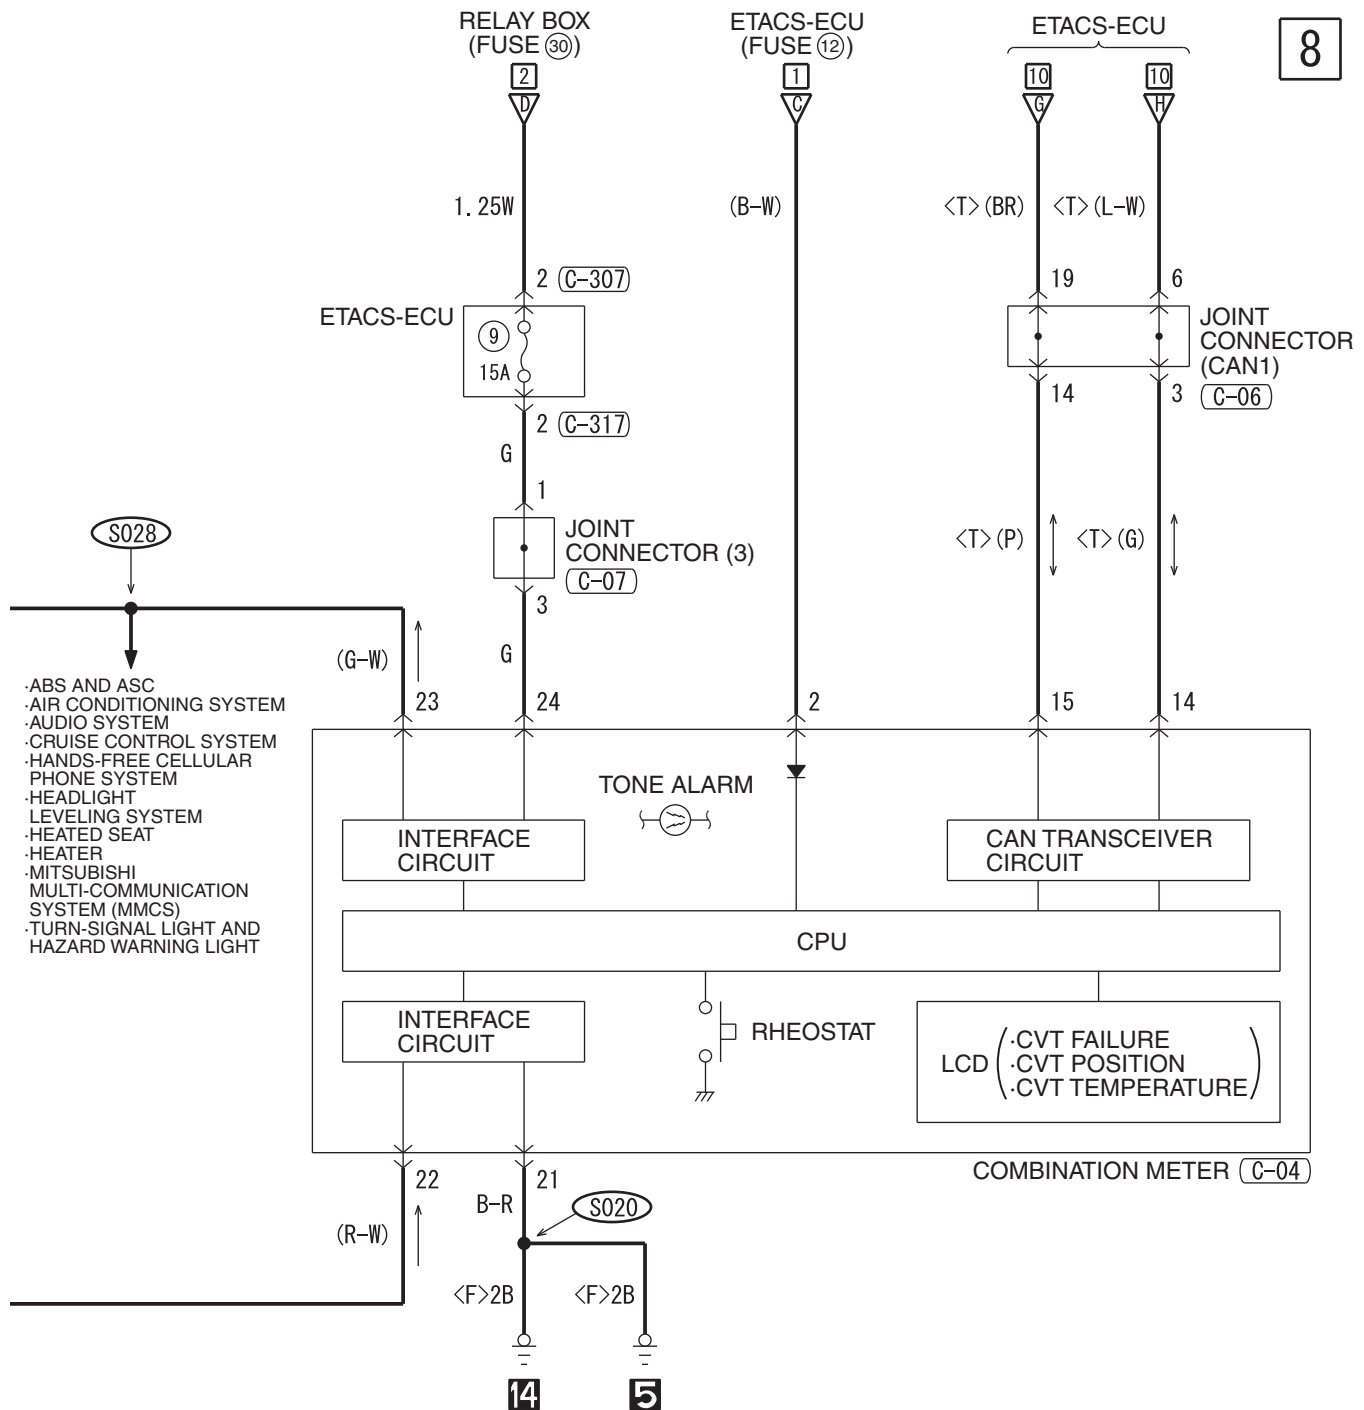 RELAY BOX
(FUSE 30)
ETACS-ECU
(FUSE 12)
ETACS-ECU
8
2
1
10
10
D
C
G
H
1.25W
(B-W)
<T>(BR)
<T>(L-W)
2 C-307
19
6
ETACS-ECU
9
15A
JOINT
CONNECTOR
(CAN1)
C-06
2 C-317
14
3
G
1
S028
JOINT
CONNECTOR (3)
C-07
<T>(P)
<T>(G)
3
(G-W)
G
·ABS AND ASC
·AIR CONDITIONING SYSTEM
·AUDIO SYSTEM
·CRUISE CONTROL SYSTEM
·HANDS-FREE CELLULAR
PHONE SYSTEM
·HEADLIGHT
LEVELING SYSTEM
·HEATED SEAT
·HEATER
·MITSUBISHI
MULTI-COMMUNICATION
SYSTEM (MMCS)
·TURN-SIGNAL LIGHT AND
HAZARD WARNING LIGHT
23
24
2
15
14
TONE ALARM
INTERFACE
CIRCUIT
CAN TRANSCEIVER
CIRCUIT
CPU
INTERFACE
CIRCUIT
RHEOSTAT
LCD
·CVT FAILURE
·CVT POSITION
·CVT TEMPERATURE
COMBINATION METER C-04
22
21
B-R
S020
(R-W)
<F>2B
<F>2B
14
5